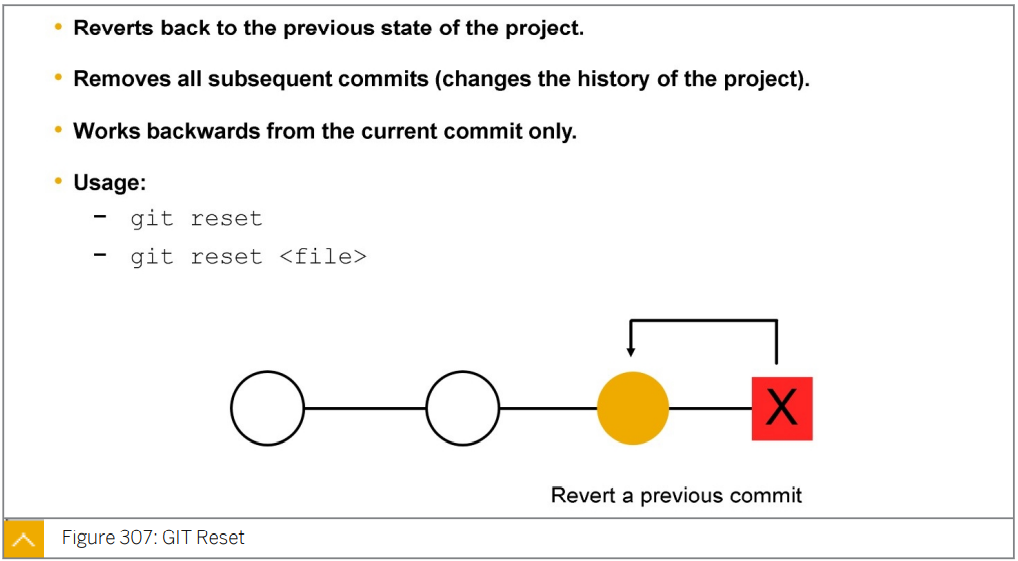 • Reverts back to the previous state of the project.
• Removes all subsequent commits (changes the history of the project).
• Works backwards from the current commit only.
• Usage:
– git reset
– git reset <file>
X
Revert a previous commit
Figure 307: GIT Reset